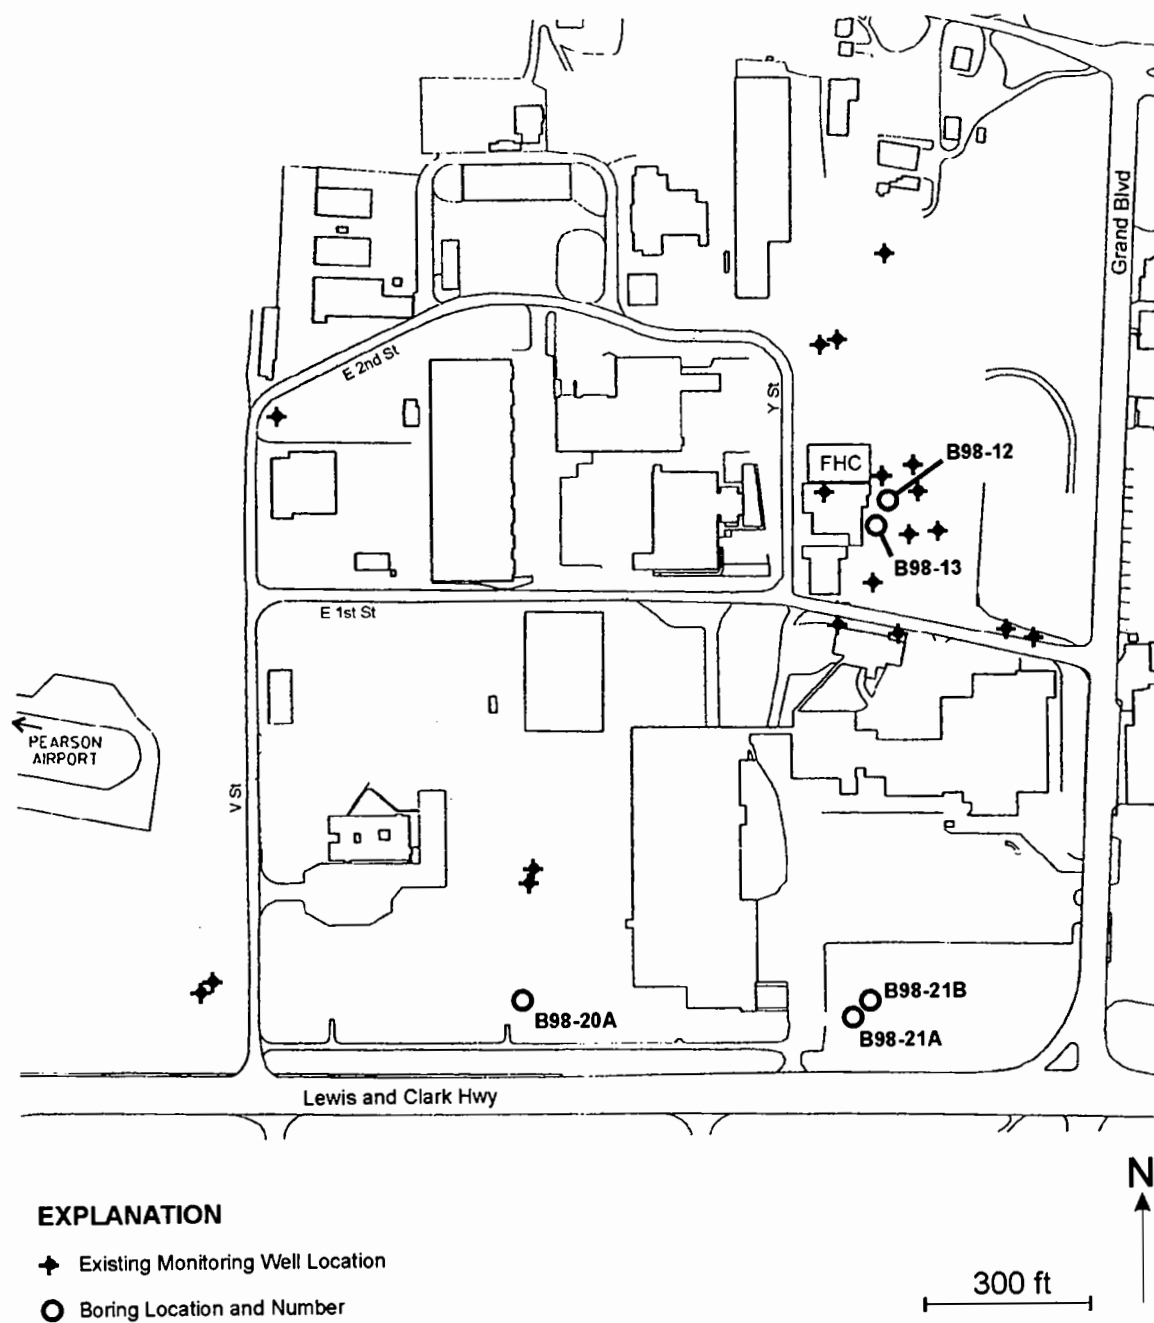 Grand Blvd
E 2nd St
Y St
FHC
B98-12
B98-13
E 1st St
PEARSON
AIRPORT
V St
B98-21B
B98-20A
B98-21A
Lewis and Clark Hwy
N
EXPLANATION
Existing Monitoring Well Location
300 ft
Boring Location and Number